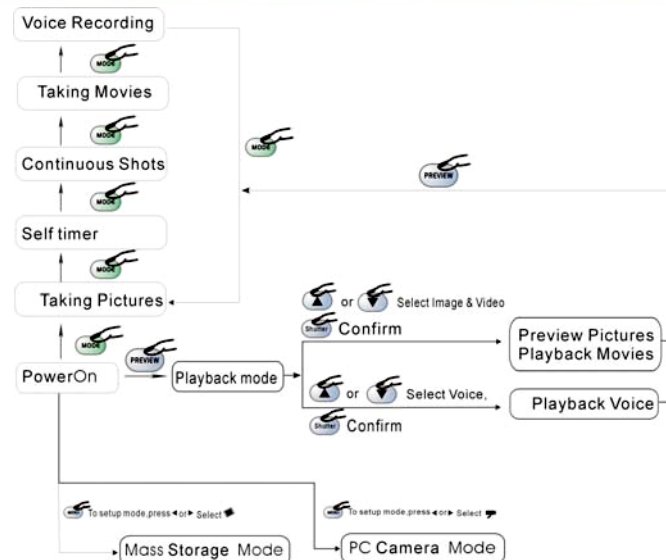 Voice Recording
MODE
Taking Movies
MODE
MODE
Continuous Shots
PREVIEW
MODE
Self timer
MODE
Taking Pictures
or Select Image & Video
Shutter Confirm
MODE
PREVIEW
Preview Pictures
Playback Movies
PowerOn
Playback mode
or Select Voice,
Playback Voice
Shutter Confirm
To setup mode,press ◄ or ► Select
To setup mode,press ◄ or ► Select
Mass Storage Mode
PC Camera Mode